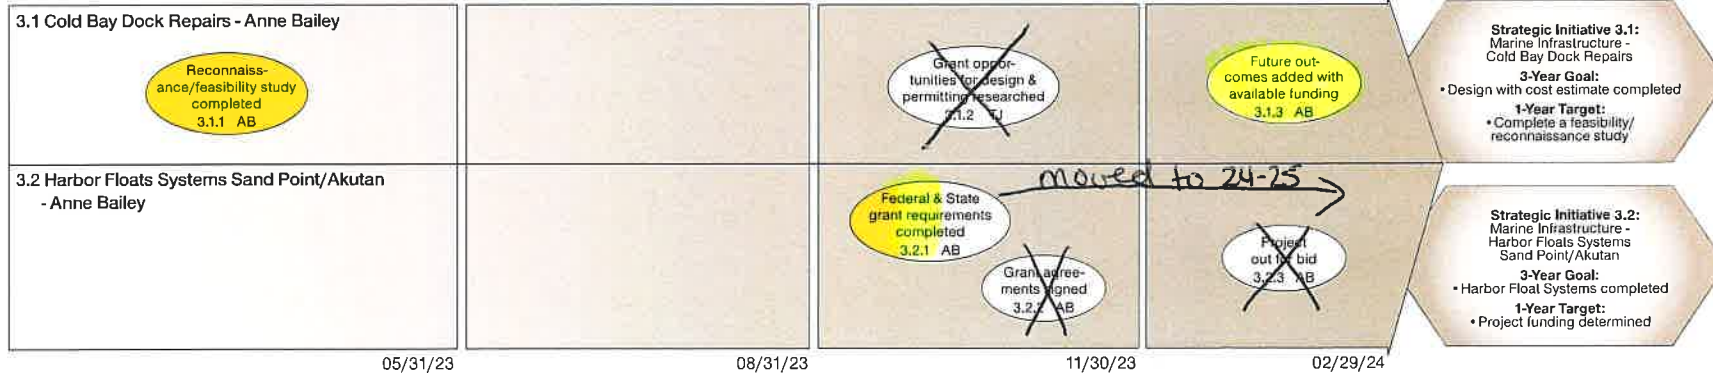 3.1 Cold Bay Dock Repairs - Anne Bailey
Reconnaiss-
ance/feasibility study
completed
3.1.1 AB
Grant oppor-
tunities for design &
permitting researched
3.1.2 TJ
Future out-
comes added with
available funding
3.1.3 AB
Strategic Initiative 3.1:
Marine Infrastructure -
Cold Bay Dock Repairs
3-Year Goal:
• Design with cost estimate completed
1-Year Target:
• Complete a feasibility/
reconnaissance study
3.2 Harbor Floats Systems Sand Point/Akutan
- Anne Bailey
Federal & State
grant requirements
completed
3.2.1 AB
moved to 24-25
Grant agree-
ments signed
3.2.2 AB
Project
out for bid
3.2.3 AB
Strategic Initiative 3.2:
Marine Infrastructure -
Harbor Floats Systems
Sand Point/Akutan
3-Year Goal:
• Harbor Float Systems completed
1-Year Target:
• Project funding determined
05/31/23
08/31/23
11/30/23
02/29/24